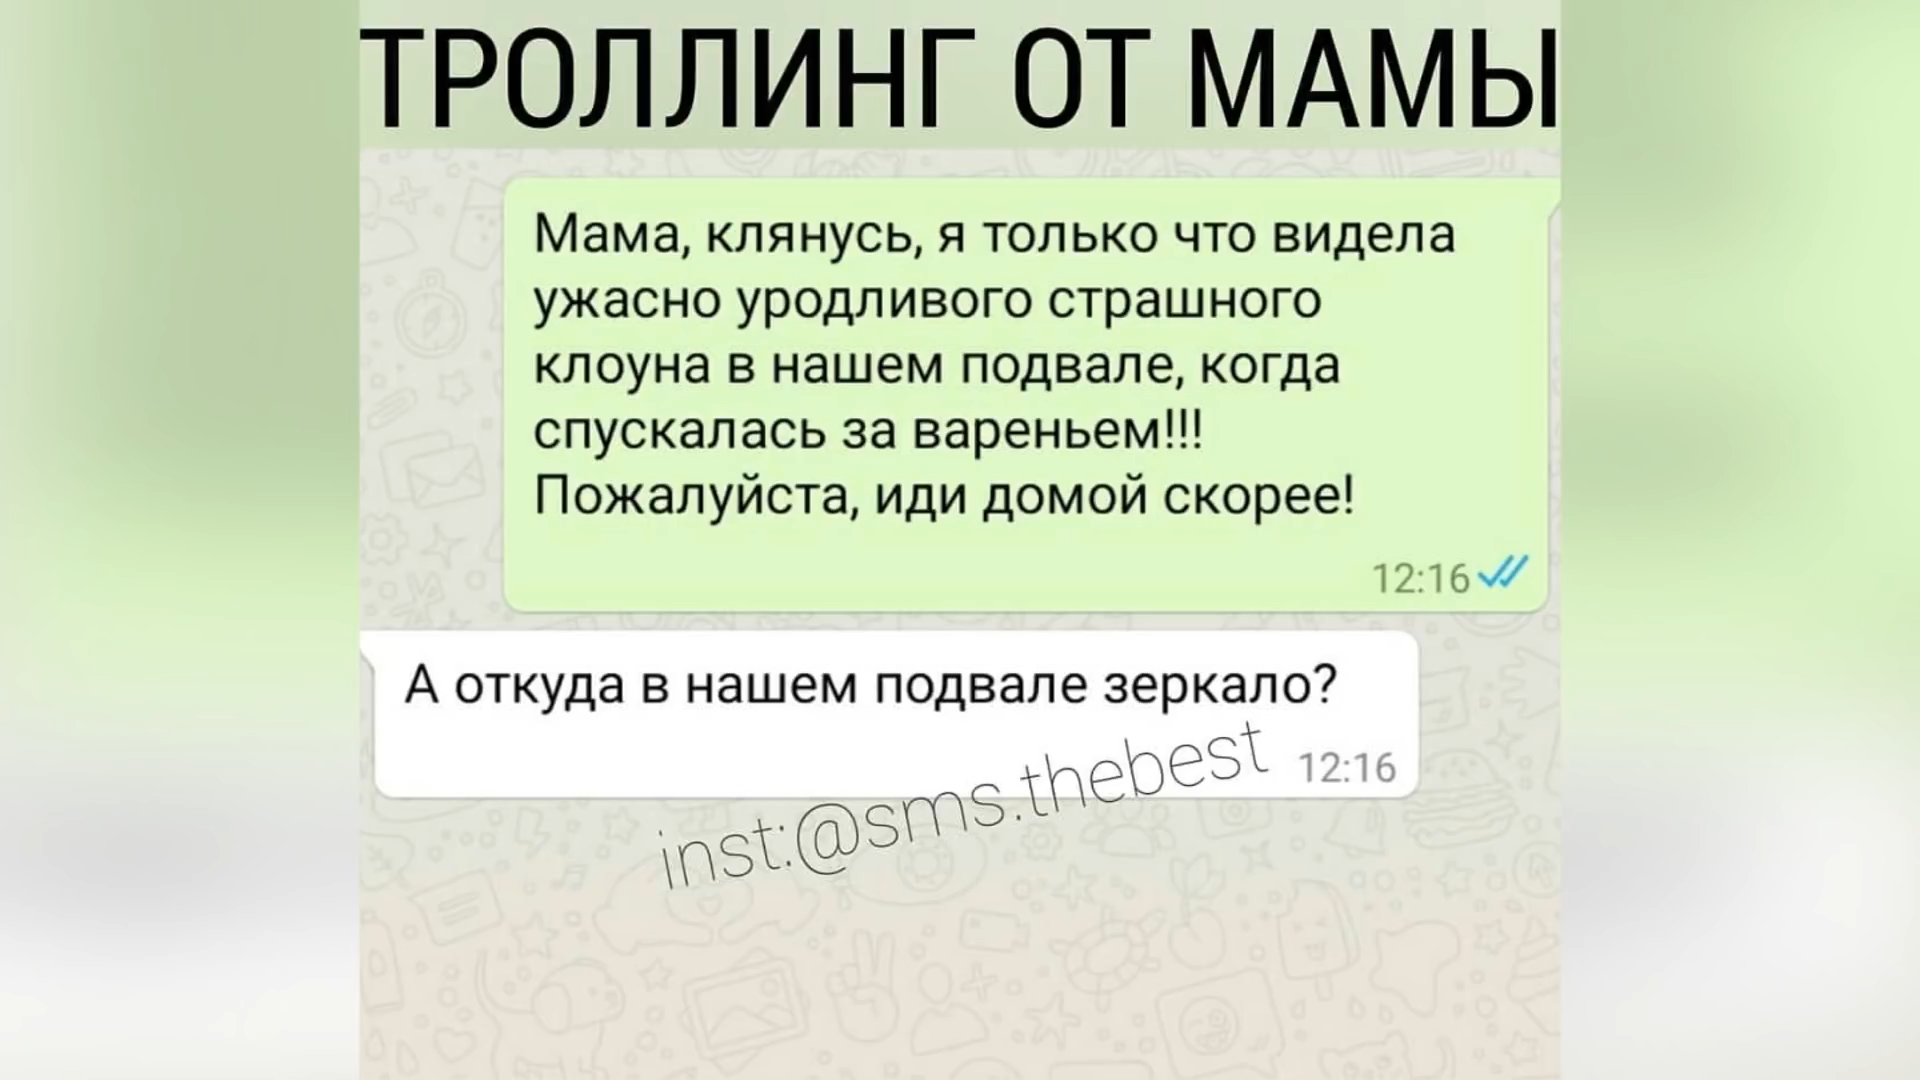 ТРОЛЛИНГ ОТ МАМЫ
Мама, клянусь, я только что видела
ужасно уродливого страшного
клоуна в нашем подвале, когда
спускалась за вареньем!!!
Пожалуйста, иди домой скорее!
12:16
А откуда в нашем подвале зеркало?
12:16
inst:@sms.thebest